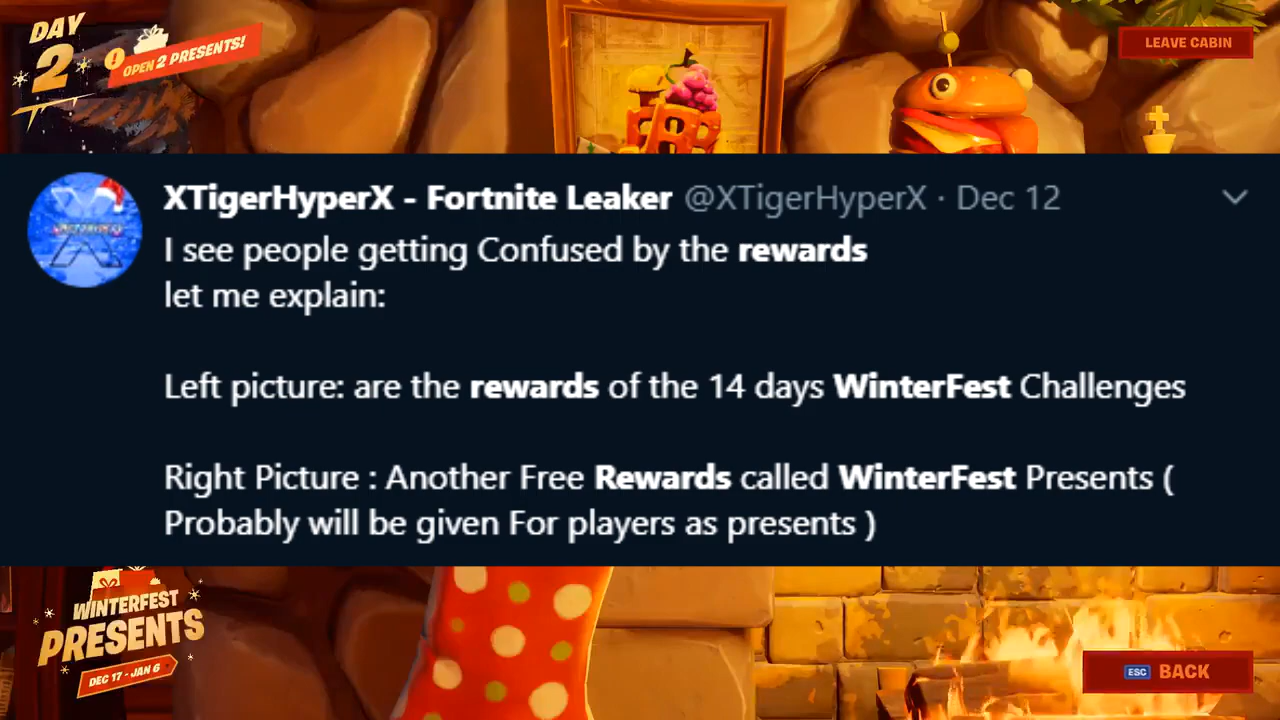 DAY
2
! OPEN 2 PRESENTS!
LEAVE CABIN
XTigerHyperX - Fortnite Leaker @XTigerHyperX · Dec 12
I see people getting Confused by the rewards
let me explain:
Left picture: are the rewards of the 14 days WinterFest Challenges
Right Picture : Another Free Rewards called WinterFest Presents (
Probably will be given For players as presents )
WINTERFEST
PRESENTS
DEC 17 - JAN 6
ESC BACK